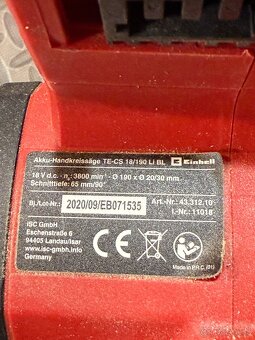 Akku-Handkreissäge TE-CS 18/190 LI BL Einhell
18 V d.c. · n₀: 3800 min⁻¹ · Ø 190 x Ø 20/30 mm
Schnitttiefe: 65 mm/90°
Art.-Nr.: 43.312.10
Bj./Lot-No.: 2020/09/EB071535
I.-Nr.: 11018
ISC GmbH
Eschenstraße 6
94405 Landau/Isar
www.isc-gmbh.info
Germany
CE
Made in P.R.C. (01)